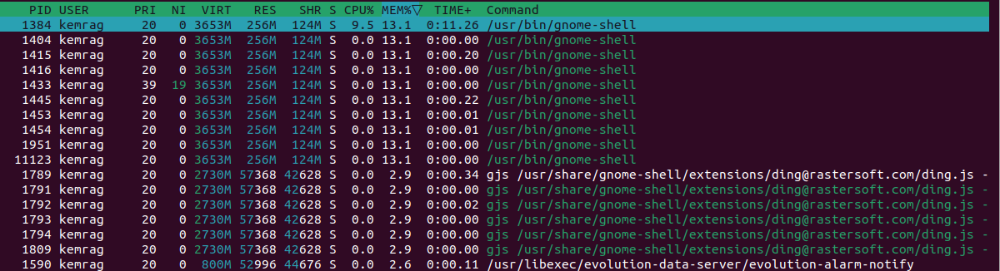 PID USER PRI NI VIRT RES SHR S CPU% MEM%▽ TIME+ Command
1384 kemrag 20 0 3653M 256M 124M S 9.5 13.1 0:11.26 /usr/bin/gnome-shell
1404 kemrag 20 0 3653M 256M 124M S 0.0 13.1 0:00.00 /usr/bin/gnome-shell
1415 kemrag 20 0 3653M 256M 124M S 0.0 13.1 0:00.20 /usr/bin/gnome-shell
1416 kemrag 20 0 3653M 256M 124M S 0.0 13.1 0:00.00 /usr/bin/gnome-shell
1433 kemrag 39 19 3653M 256M 124M S 0.0 13.1 0:00.00 /usr/bin/gnome-shell
1445 kemrag 20 0 3653M 256M 124M S 0.0 13.1 0:00.22 /usr/bin/gnome-shell
1453 kemrag 20 0 3653M 256M 124M S 0.0 13.1 0:00.01 /usr/bin/gnome-shell
1454 kemrag 20 0 3653M 256M 124M S 0.0 13.1 0:00.01 /usr/bin/gnome-shell
1951 kemrag 20 0 3653M 256M 124M S 0.0 13.1 0:00.00 /usr/bin/gnome-shell
11123 kemrag 20 0 3653M 256M 124M S 0.0 13.1 0:00.00 /usr/bin/gnome-shell
1789 kemrag 20 0 2730M 57368 42628 S 0.0 2.9 0:00.34 gjs /usr/share/gnome-shell/extensions/ding@rastersoft.com/ding.js -
1791 kemrag 20 0 2730M 57368 42628 S 0.0 2.9 0:00.00 gjs /usr/share/gnome-shell/extensions/ding@rastersoft.com/ding.js -
1792 kemrag 20 0 2730M 57368 42628 S 0.0 2.9 0:00.02 gjs /usr/share/gnome-shell/extensions/ding@rastersoft.com/ding.js -
1793 kemrag 20 0 2730M 57368 42628 S 0.0 2.9 0:00.00 gjs /usr/share/gnome-shell/extensions/ding@rastersoft.com/ding.js -
1794 kemrag 20 0 2730M 57368 42628 S 0.0 2.9 0:00.00 gjs /usr/share/gnome-shell/extensions/ding@rastersoft.com/ding.js -
1809 kemrag 20 0 2730M 57368 42628 S 0.0 2.9 0:00.00 gjs /usr/share/gnome-shell/extensions/ding@rastersoft.com/ding.js -
1590 kemrag 20 0 800M 52996 44676 S 0.0 2.6 0:00.11 /usr/libexec/evolution-data-server/evolution-alarm-notify